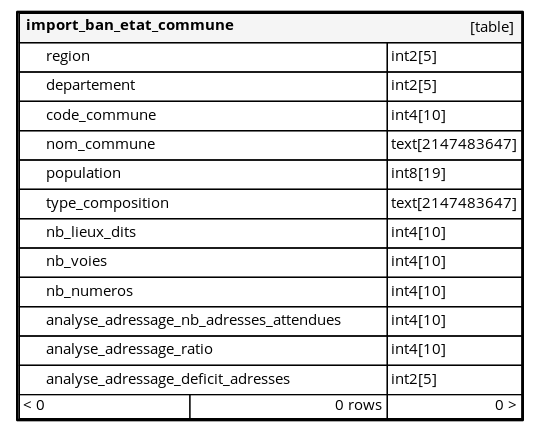 import_ban_etat_commune [table]
region int2[5]
departement int2[5]
code_commune int4[10]
nom_commune text[2147483647]
population int8[19]
type_composition text[2147483647]
nb_lieux_dits int4[10]
nb_voies int4[10]
nb_numeros int4[10]
analyse_adressage_nb_adresses_attendues int4[10]
analyse_adressage_ratio int4[10]
analyse_adressage_deficit_adresses int2[5]
< 0 0 rows 0 >